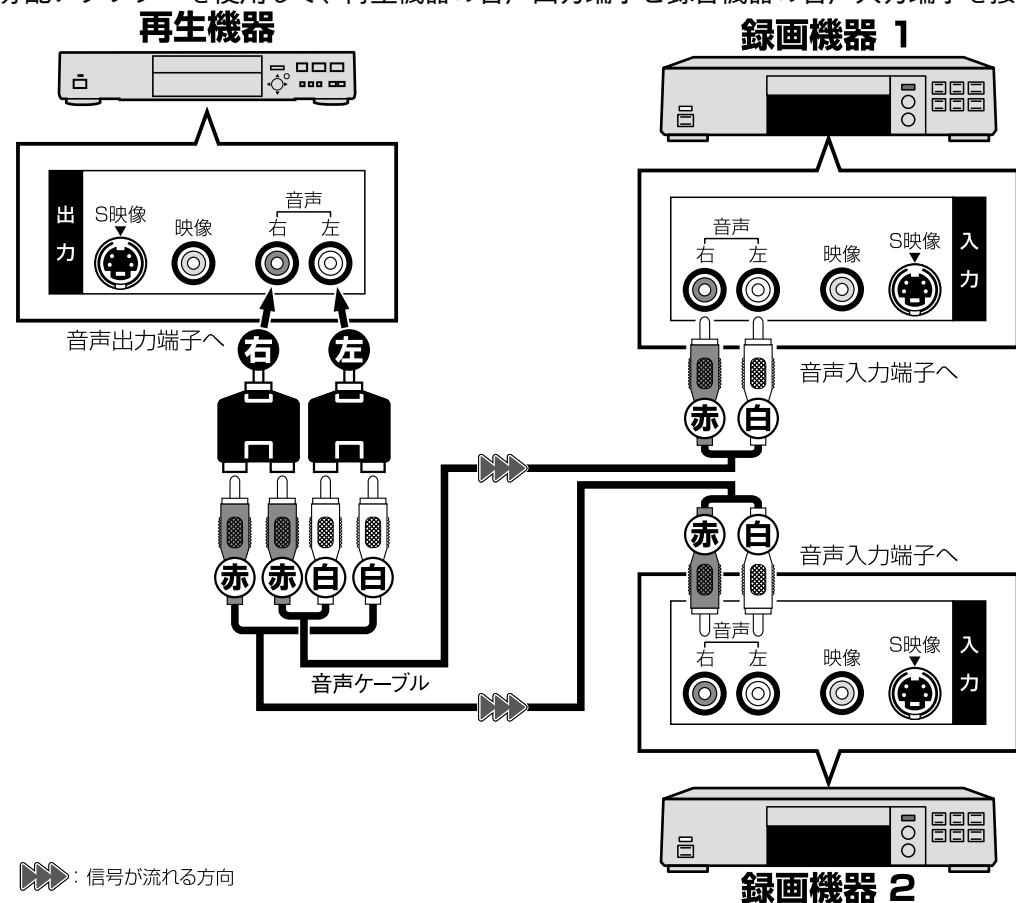 分配アダプターを使用して、再生機器の音声出力端子と録音機器の音声入力端子を接
再生機器
録画機器 1
出力
S映像
映像
音声
右
左
音声出力端子へ
右
左
赤
赤
白
白
音声ケーブル
音声
右
左
映像
S映像
入力
音声入力端子へ
赤
白
赤
白
音声入力端子へ
音声
右
左
映像
S映像
入力
録画機器 2
：信号が流れる方向